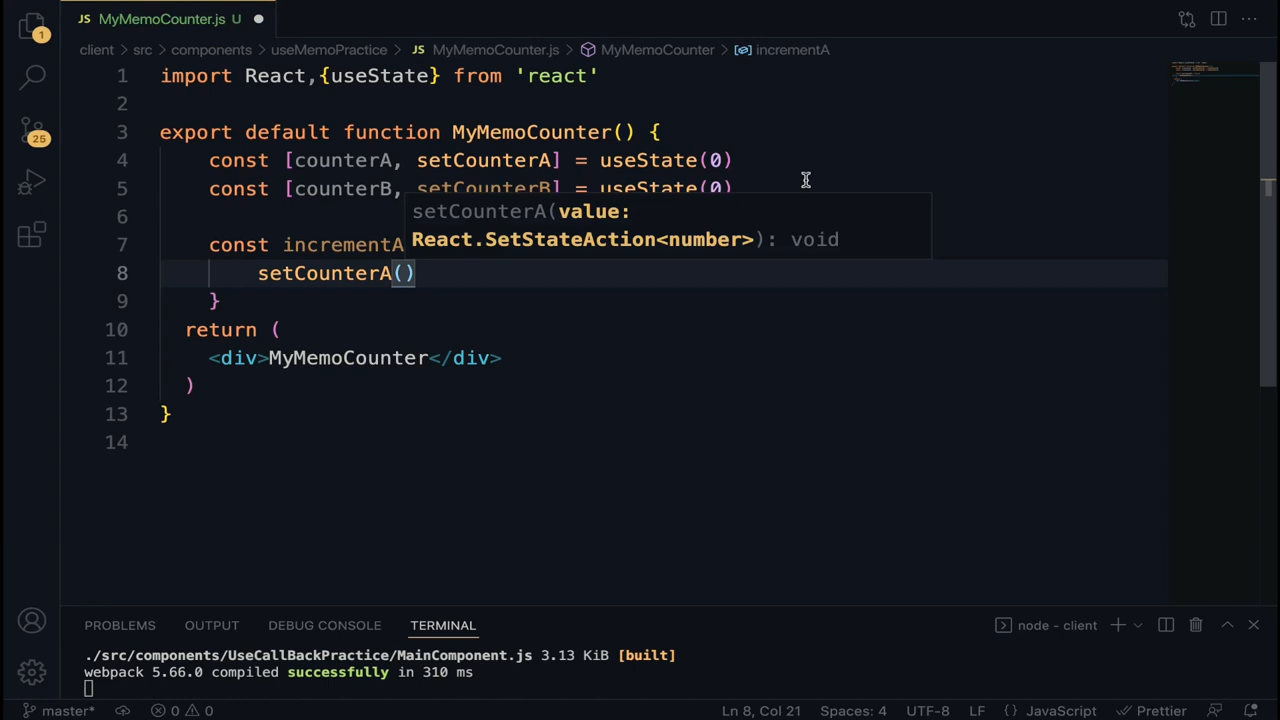 JS MyMemoCounter.js U
1
client > src > components > useMemoPractice > JS MyMemoCounter.js > MyMemoCounter > incrementA
1 import React,{useState} from 'react'
2
3 export default function MyMemoCounter() {
4 const [counterA, setCounterA] = useState(0)
5 const [counterB, setCounterB] = useState(0)
25
6
setCounterA(value:
React.SetStateAction<number>): void
7 const incrementA
8 setCounterA()
9 }
10 return (
11 <div>MyMemoCounter</div>
12 )
13 }
14
PROBLEMS OUTPUT DEBUG CONSOLE TERMINAL node - client
./src/components/UseCallBackPractice/MainComponent.js 3.13 KiB [built]
webpack 5.66.0 compiled successfully in 310 ms
master* 0 0 Ln 8, Col 21 Spaces: 4 UTF-8 LF {} JavaScript Prettier